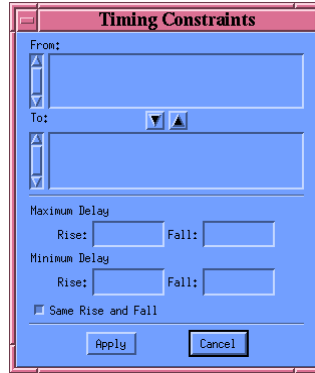 Timing Constraints
From:
To:
Maximum Delay
Rise: Fall:
Minimum Delay
Rise: Fall:
Same Rise and Fall
Apply Cancel